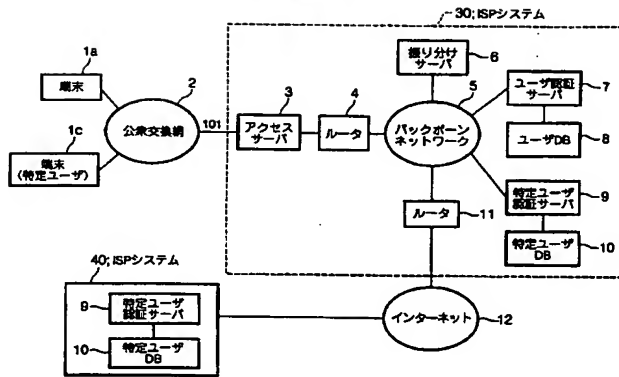 30;ISPシステム
1a
端末
2
公衆交換網
101
1c
端末
(特定ユーザ)
3
アクセス
サーバ
4
ルータ
振り分け
サーバ
6
5
バックボーン
ネットワーク
ユーザ認証
サーバ
7
ユーザDB
8
特定ユーザ
認証サーバ
9
特定ユーザ
DB
10
ルータ
11
40;ISPシステム
9
特定ユーザ
認証サーバ
10
特定ユーザ
DB
インターネット
12